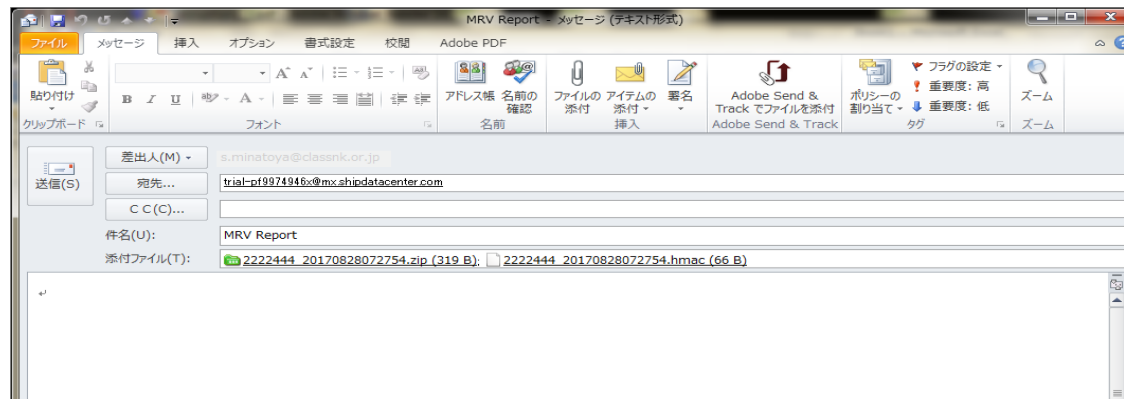 MRV Report - メッセージ (テキスト形式)
ファイル メッセージ 挿入 オプション 書式設定 校閲 Adobe PDF
貼り付け
B I U
アドレス帳 名前の確認
ファイルの添付 アイテムの添付 署名
Adobe Send & Track でファイルを添付
ポリシーの割り当て
フラグの設定
重要度: 高
重要度: 低
ズーム
クリップボード フォント 名前 挿入 Adobe Send & Track タグ ズーム
送信(S)
差出人(M) s.minatoya@classnk.or.jp
宛先... trial-pf9974946x@mx.shipdatacenter.com
C C(C)...
件名(U): MRV Report
添付ファイル(T): 2222444_20170828072754.zip (319 B); 2222444_20170828072754.hmac (66 B)